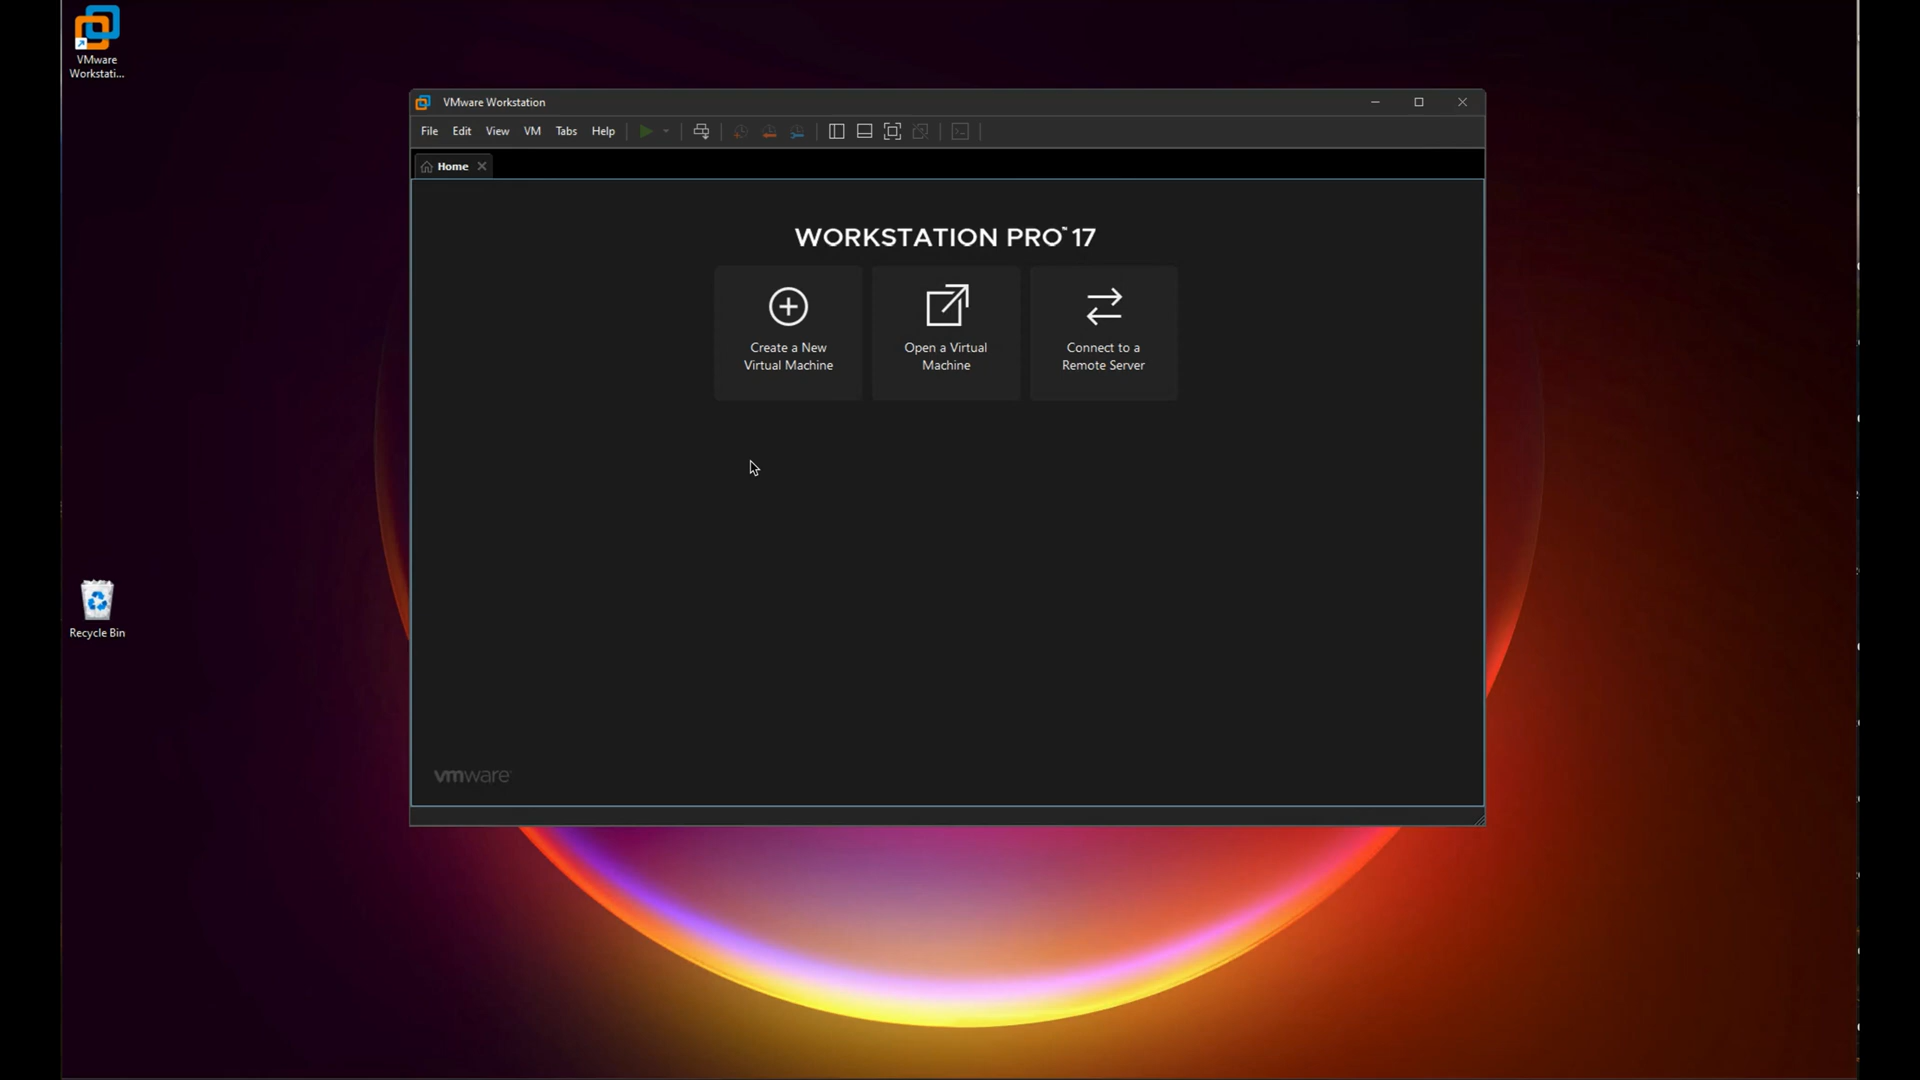 VMware
Workstati...
VMware Workstation
File Edit View VM Tabs Help
Home
WORKSTATION PRO™ 17
Create a New
Virtual Machine
Open a Virtual
Machine
Connect to a
Remote Server
Recycle Bin
vmware